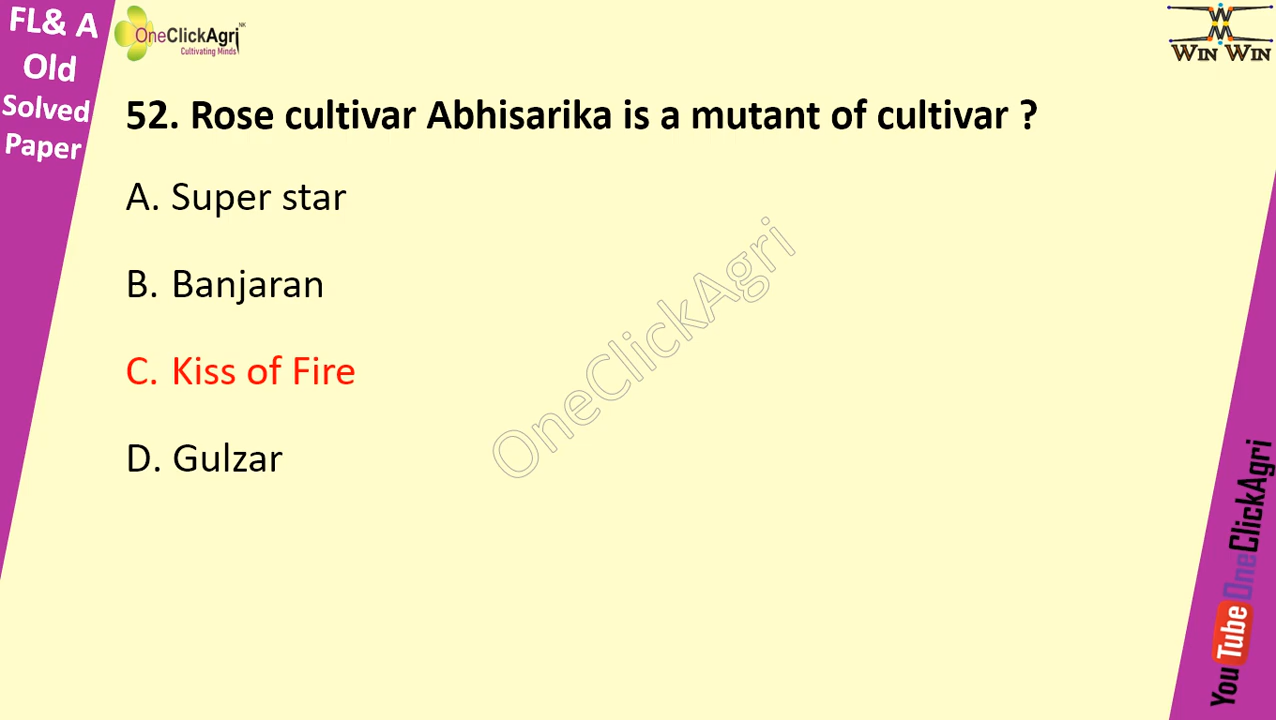 FL& A
Old
Solved
Paper
OneClickAgri
NK
Cultivating Minds
WIN WIN
52. Rose cultivar Abhisarika is a mutant of cultivar ?
A. Super star
B. Banjaran
C. Kiss of Fire
D. Gulzar
OneClickAgri
YouTube OneClickAgri